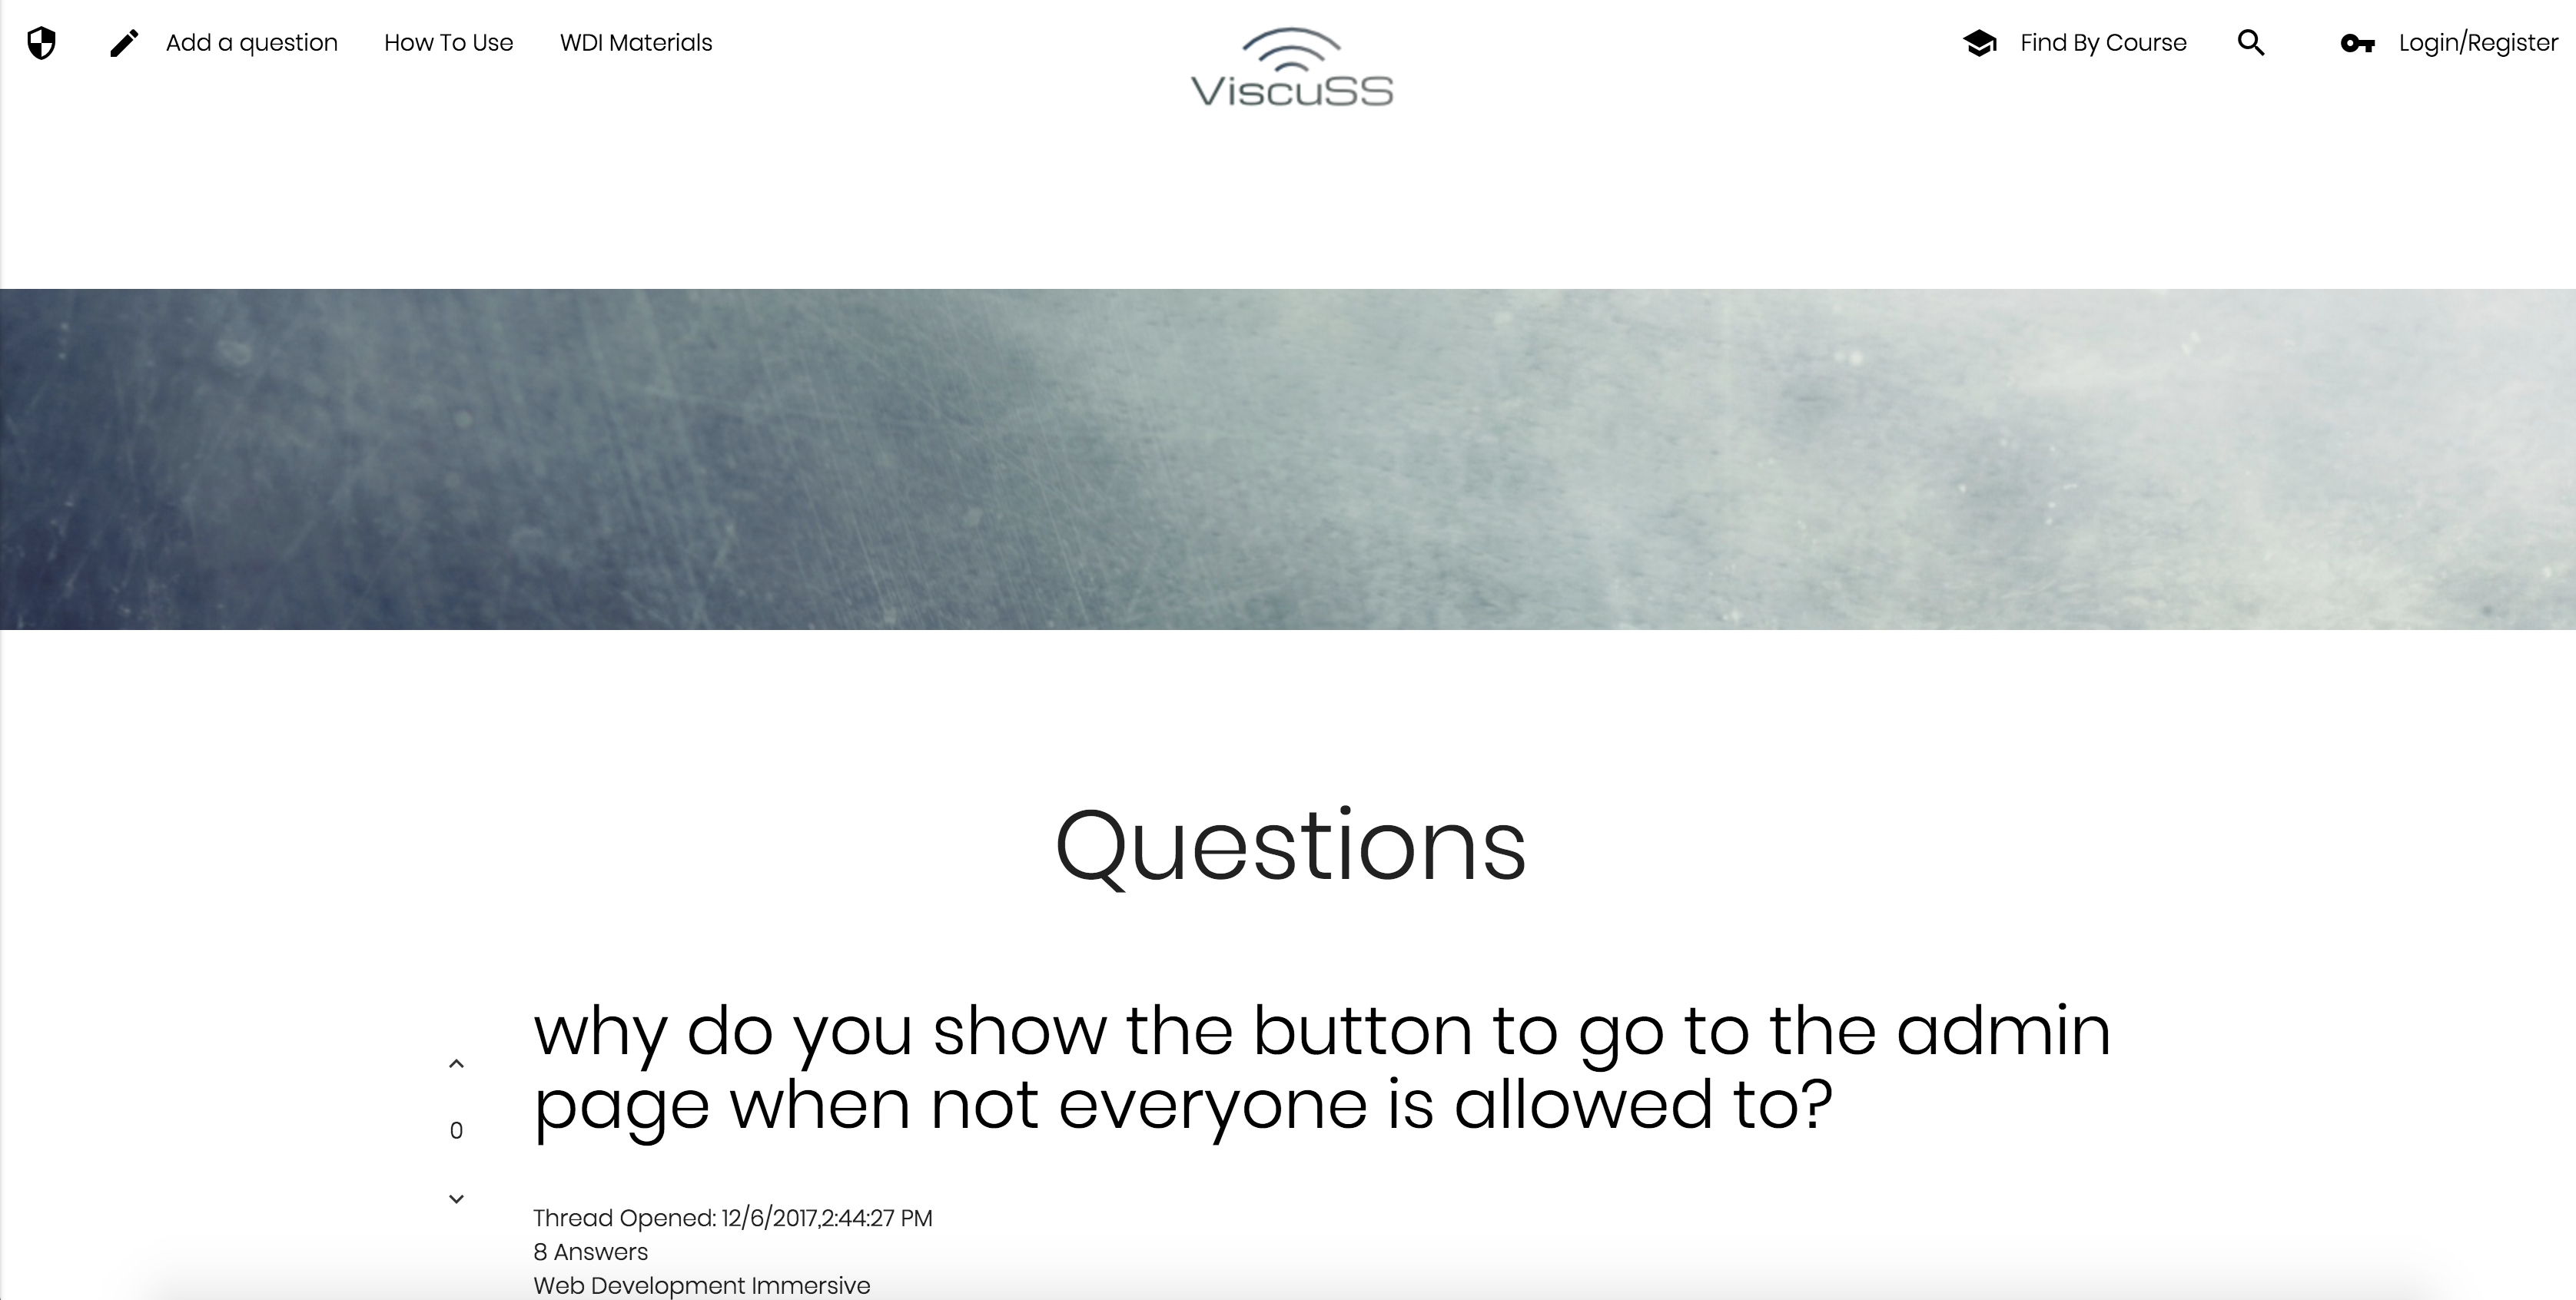 Add a question How To Use WDI Materials Find By Course Login/Register
ViscuSS
Questions
why do you show the button to go to the admin
page when not everyone is allowed to?
0
Thread Opened: 12/6/2017,2:44:27 PM
8 Answers
Web Development Immersive